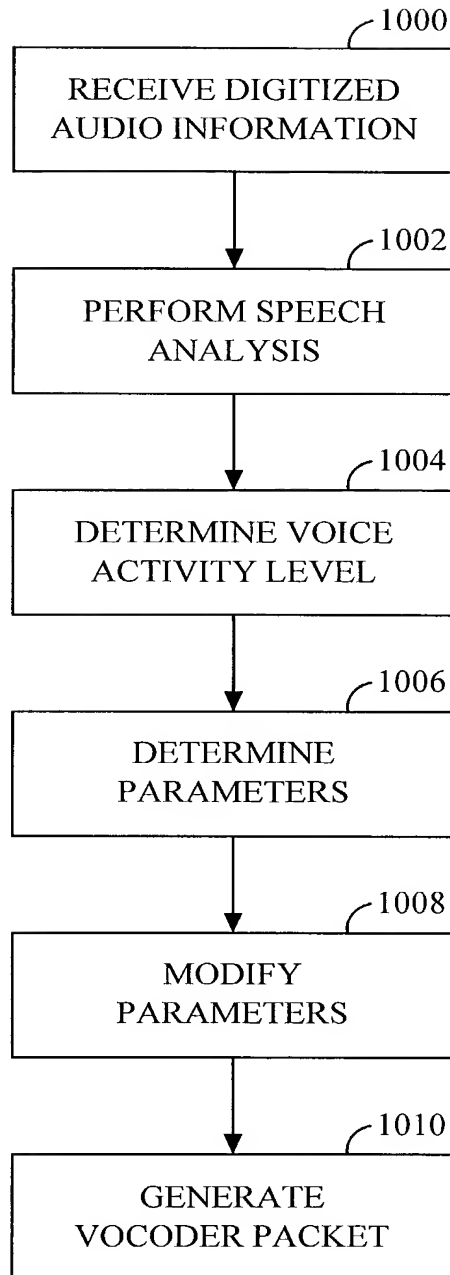 1000
RECEIVE DIGITIZED
AUDIO INFORMATION
1002
PERFORM SPEECH
ANALYSIS
1004
DETERMINE VOICE
ACTIVITY LEVEL
1006
DETERMINE
PARAMETERS
1008
MODIFY
PARAMETERS
1010
GENERATE
VOCODER PACKET